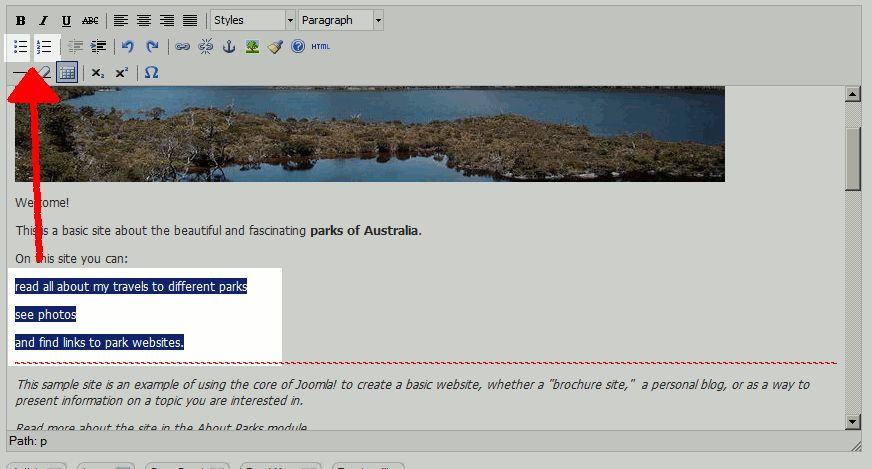 B I U ABC Styles Paragraph
HTML
x₂ x² Ω
Welcome!
This is a basic site about the beautiful and fascinating parks of Australia.
On this site you can:
read all about my travels to different parks
see photos
and find links to park websites.
This sample site is an example of using the core of Joomla! to create a basic website, whether a "brochure site," a personal blog, or as a way to
present information on a topic you are interested in.
Read more about the site in the About Parks module
Path: p